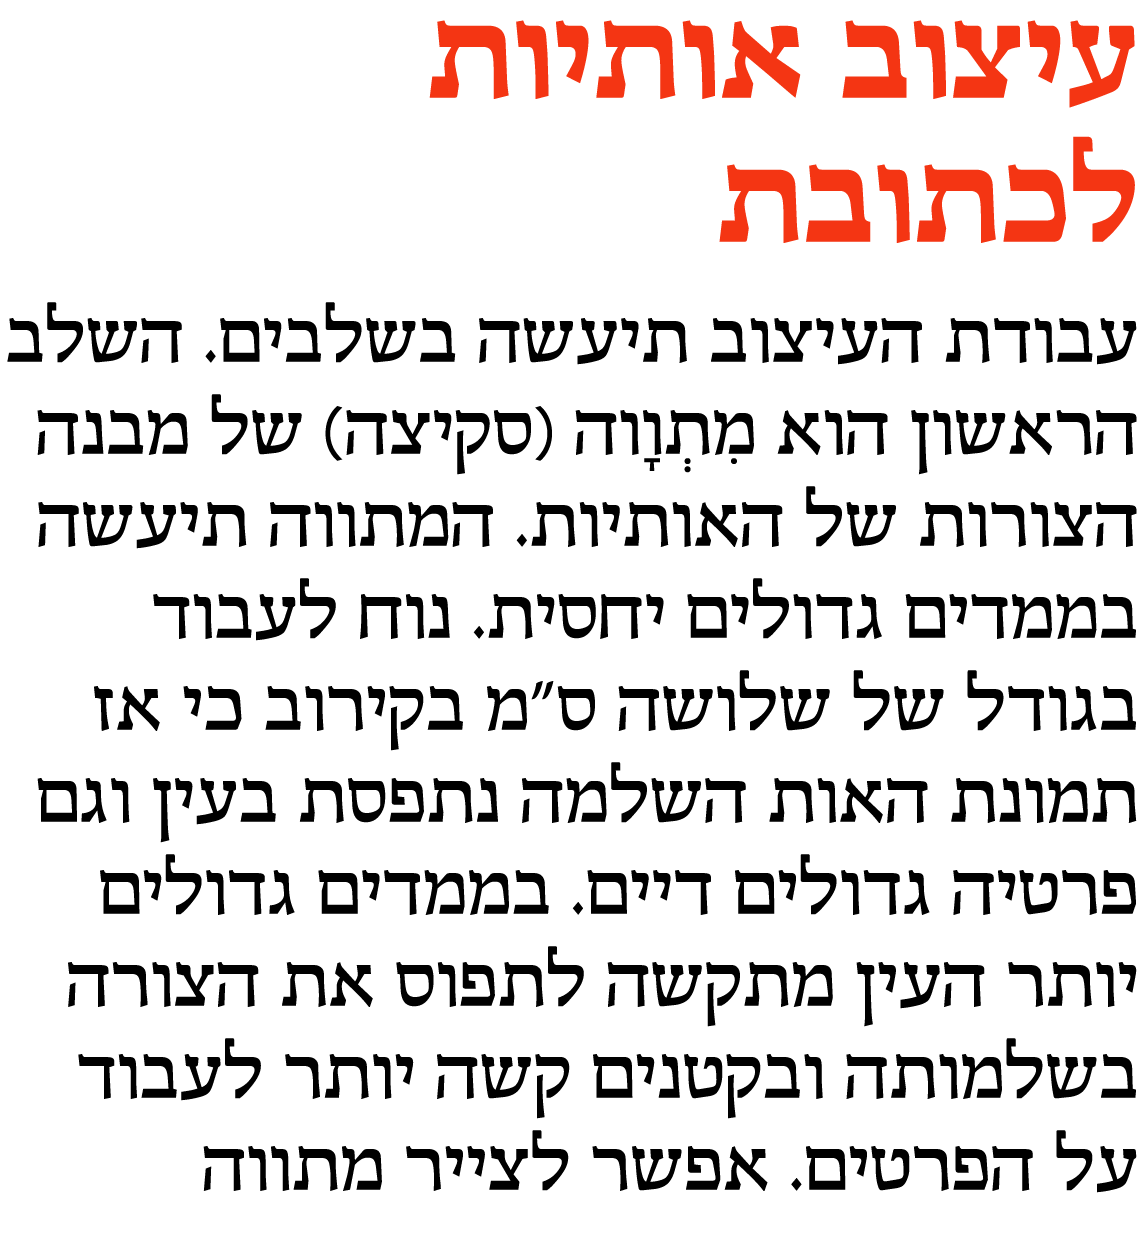 עיצוב אותיות
לכתובת
עבודת העיצוב תיעשה בשלבים. השלב
הראשון הוא מִתְוָוה (סקיצה) של מבנה
הצורות של האותיות. המתווה תיעשה
בממדים גדולים יחסית. נוח לעבוד
בגודל של שלושה ס״מ בקירוב כי אז
תמונת האות השלמה נתפסת בעין וגם
פרטיה גדולים דיים. בממדים גדולים
יותר העין מתקשה לתפוס את הצורה
בשלמותה ובקטנים קשה יותר לעבוד
על הפרטים. אפשר לצייר מתווה